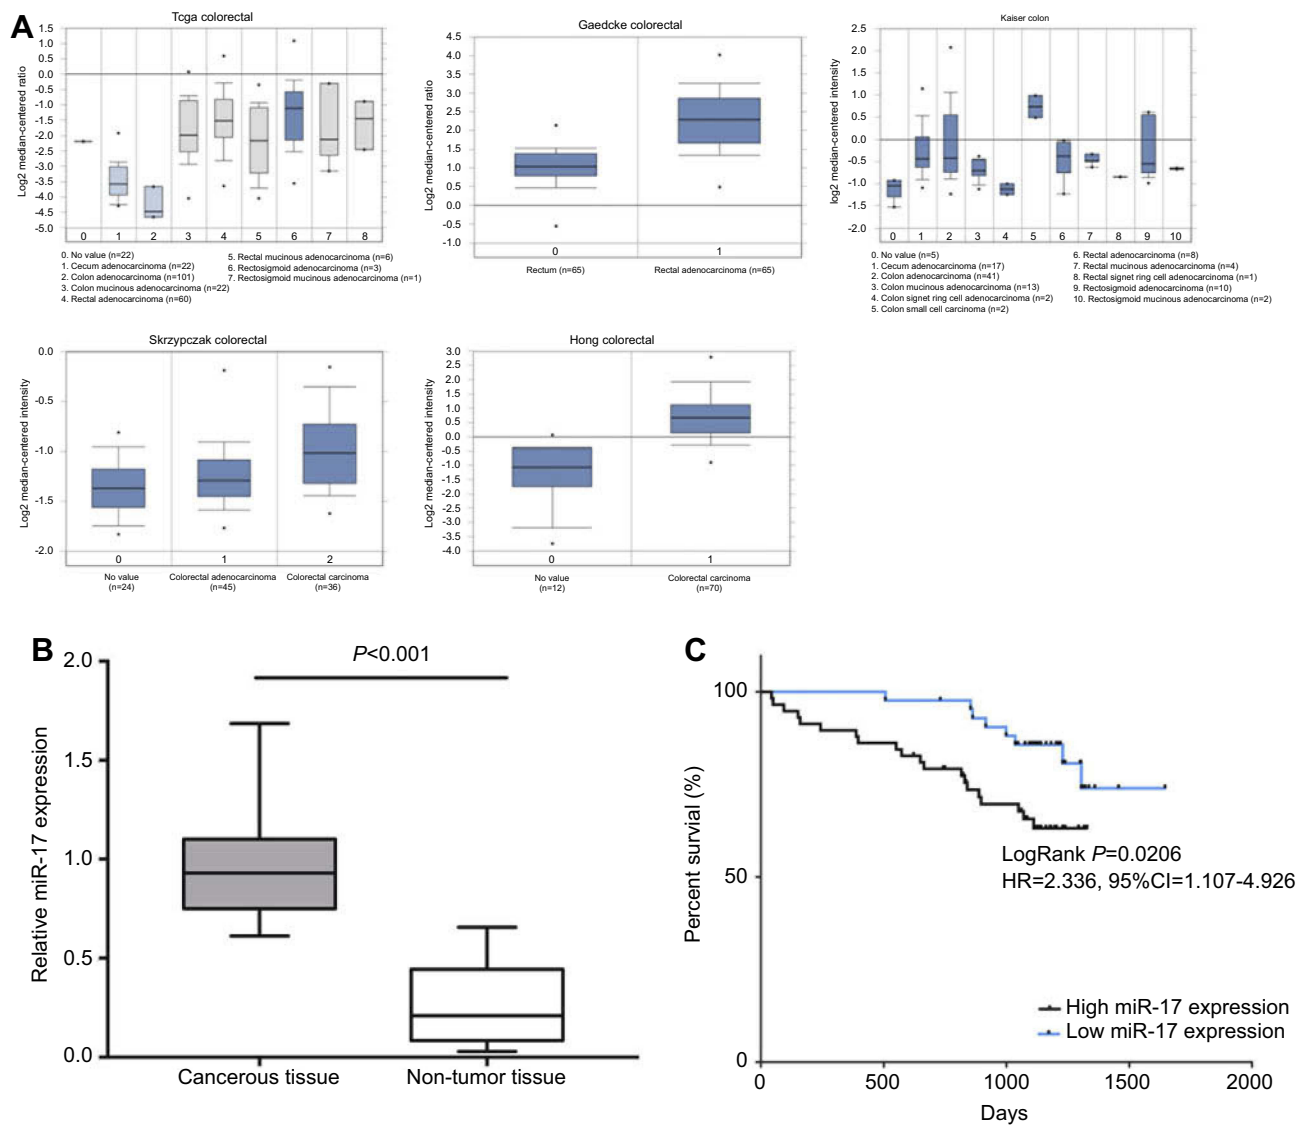 A
Tcga colorectal
Log2 median-centered ratio
1.5
1.0
0.5
0.0
-0.5
-1.0
-1.5
-2.0
-2.5
-3.0
-3.5
-4.0
-4.5
-5.0
0 1 2 3 4 5 6 7 8
0. No value (n=22)
1. Cecum adenocarcinoma (n=22)
2. Colon adenocarcinoma (n=101)
3. Colon mucinous adenocarcinoma (n=22)
4. Rectal adenocarcinoma (n=60)
5. Rectal mucinous adenocarcinoma (n=6)
6. Rectosigmoid adenocarcinoma (n=3)
7. Rectosigmoid mucinous adenocarcinoma (n=1)
Gaedcke colorectal
Log2 median-centered ratio
4.5
4.0
3.5
3.0
2.5
2.0
1.5
1.0
0.5
0.0
-0.5
-1.0
0 1
Rectum (n=65) Rectal adenocarcinoma (n=65)
Kaiser colon
log2 median-centered intensity
2.5
2.0
1.5
1.0
0.5
0.0
-0.5
-1.0
-1.5
-2.0
0 1 2 3 4 5 6 7 8 9 10
0. No value (n=5)
1. Cecum adenocarcinoma (n=17)
2. Colon adenocarcinoma (n=41)
3. Colon mucinous adenocarcinoma (n=13)
4. Colon signet ring cell adenocarcinoma (n=2)
5. Colon small cell carcinoma (n=2)
6. Rectal adenocarcinoma (n=8)
7. Rectal mucinous adenocarcinoma (n=4)
8. Rectal signet ring cell adenocarcinoma (n=1)
9. Rectosigmoid adenocarcinoma (n=10)
10. Rectosigmoid mucinous adenocarcinoma (n=2)
Skrzypczak colorectal
Log2 median-centered intensity
0.0
-0.5
-1.0
-1.5
-2.0
0 1 2
No value Colorectal adenocarcinoma Colorectal carcinoma
(n=24) (n=45) (n=36)
Hong colorectal
Log2 median-centered intensity
3.0
2.5
2.0
1.5
1.0
0.5
0.0
-0.5
-1.0
-1.5
-2.0
-2.5
-3.0
-3.5
-4.0
0 1
No value Colorectal carcinoma
(n=12) (n=70)
B
P<0.001
Relative miR-17 expression
2.0
1.5
1.0
0.5
0.0
Cancerous tissue Non-tumor tissue
C
Percent survial (%)
100
50
0
LogRank P=0.0206
HR=2.336, 95%CI=1.107-4.926
High miR-17 expression
Low miR-17 expression
0 500 1000 1500 2000
Days